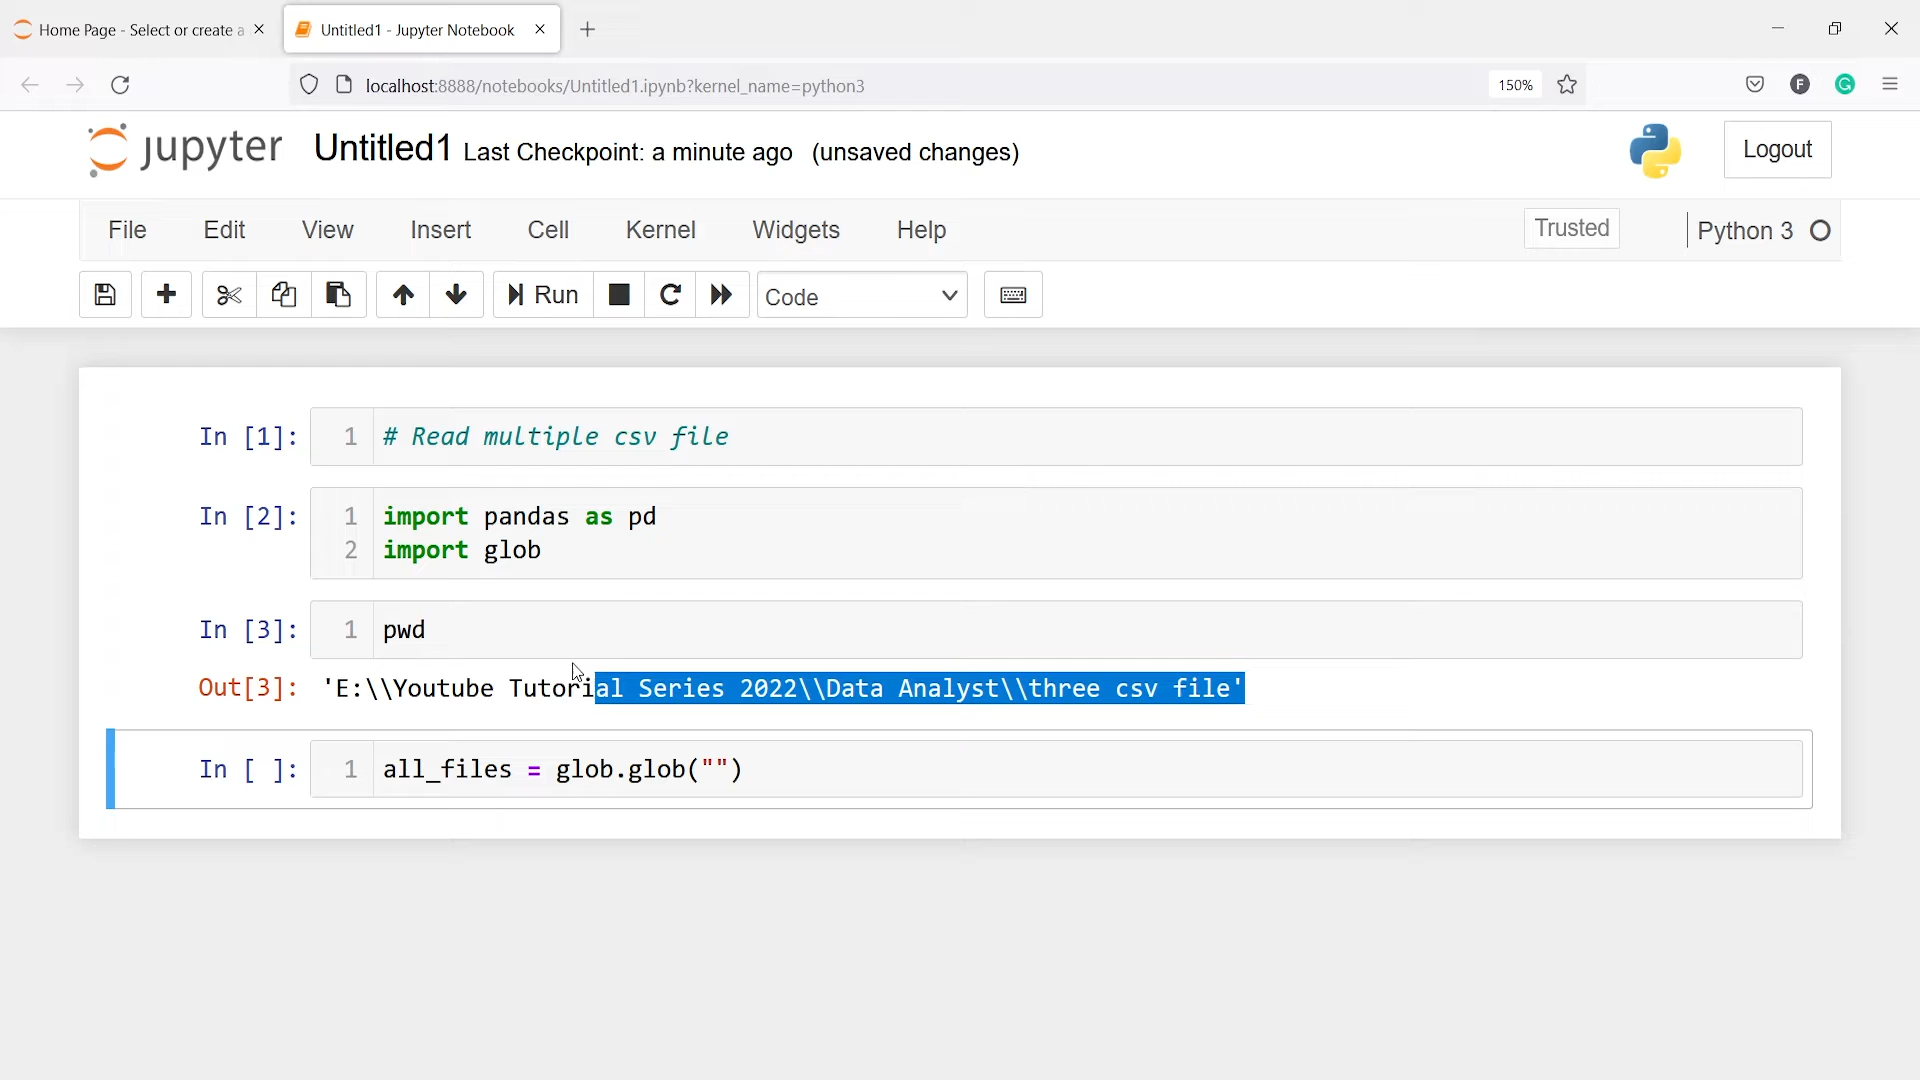 Home Page - Select or create a
Untitled1 - Jupyter Notebook
localhost:8888/notebooks/Untitled1.ipynb?kernel_name=python3
150%
F
G
jupyter Untitled1 Last Checkpoint: a minute ago (unsaved changes)
Logout
File Edit View Insert Cell Kernel Widgets Help
Trusted
Python 3
Run
Code
In [1]: 1 # Read multiple csv file
In [2]: 1 import pandas as pd
2 import glob
In [3]: 1 pwd
Out[3]: 'E:\\Youtube Tutorial Series 2022\\Data Analyst\\three csv file'
In [ ]: 1 all_files = glob.glob("")